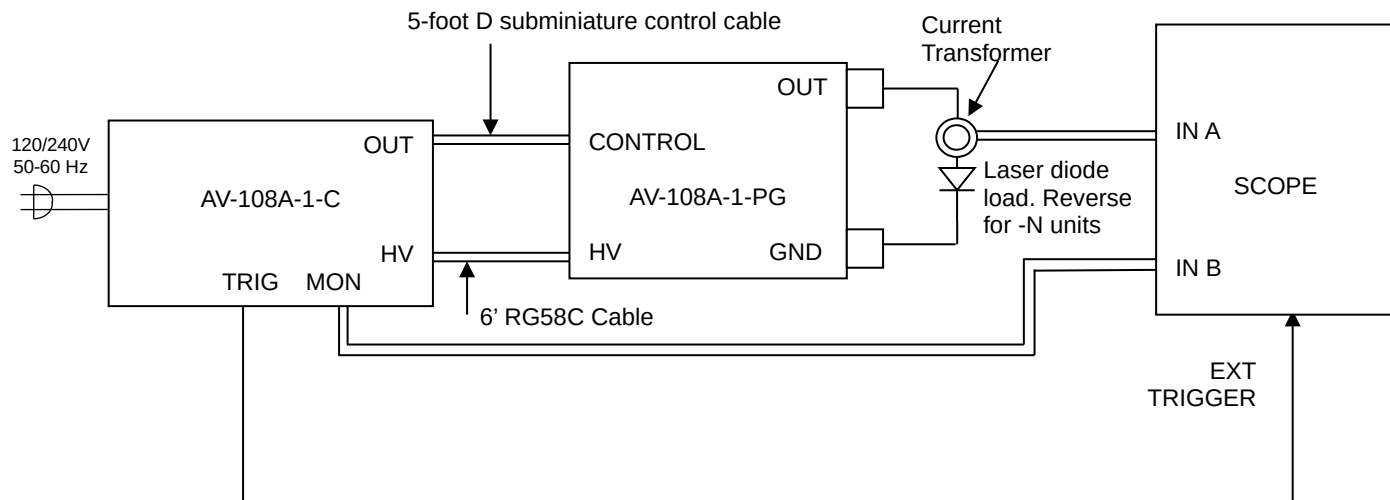 5-foot D subminiature control cable
Current
Transformer
120/240V
50-60 Hz
OUT
AV-108A-1-C
HV
TRIG MON
CONTROL
OUT
AV-108A-1-PG
HV
GND
6’ RG58C Cable
Laser diode
load. Reverse
for -N units
IN A
SCOPE
IN B
EXT
TRIGGER